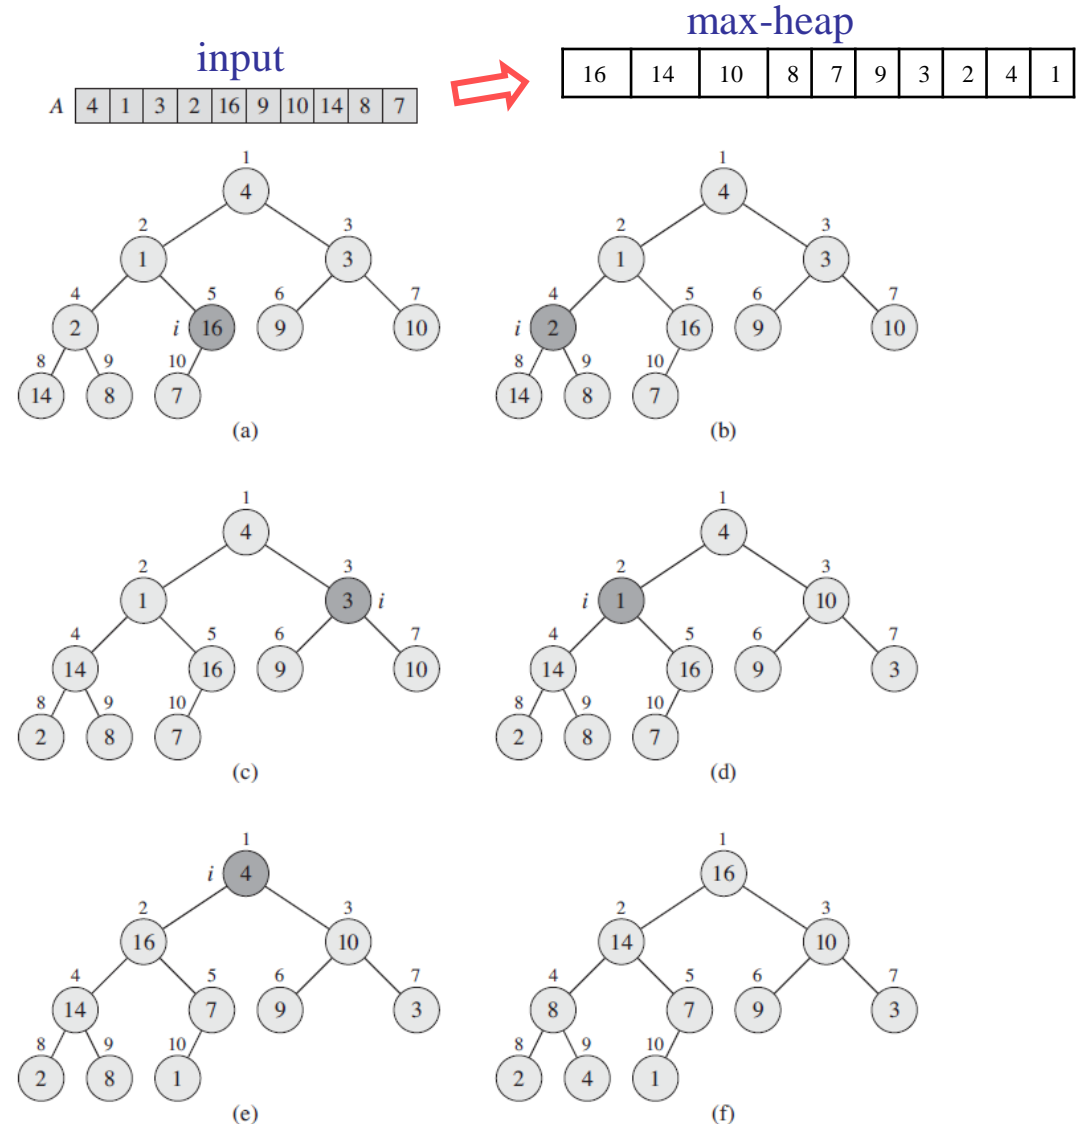 max-heap
input
16 14 10 8 7 9 3 2 4 1
A 4 1 3 2 16 9 10 14 8 7
1
4
2 3
1 3
4 5 6 7
2 i 16 9 10
8 9 10
14 8 7
(a)
1
4
2 3
1 3
4 5 6 7
i 2 16 9 10
8 9 10
14 8 7
(b)
1
4
2 3
1 3 i
4 5 6 7
14 16 9 10
8 9 10
2 8 7
(c)
1
4
2 3
i 1 10
4 5 6 7
14 16 9 3
8 9 10
2 8 7
(d)
1
i 4
2 3
16 10
4 5 6 7
14 7 9 3
8 9 10
2 8 1
(e)
1
16
2 3
14 10
4 5 6 7
8 7 9 3
8 9 10
2 4 1
(f)